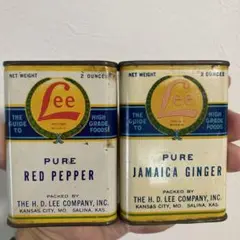 NET WEIGHT 2 OUNCES
Lee
THE GUIDE TO HIGH GRADE FOODS
PURE
RED PEPPER
PACKED BY
THE H. D. LEE COMPANY, INC.
KANSAS CITY, MO. SALINA, KAS.
NET WEIGHT 2 OUNCES
Lee
THE GUIDE TO HIGH GRADE FOODS
PURE
JAMAICA GINGER
PACKED BY
THE H. D. LEE COMPANY, INC.
KANSAS CITY, MO. SALINA, KAS.